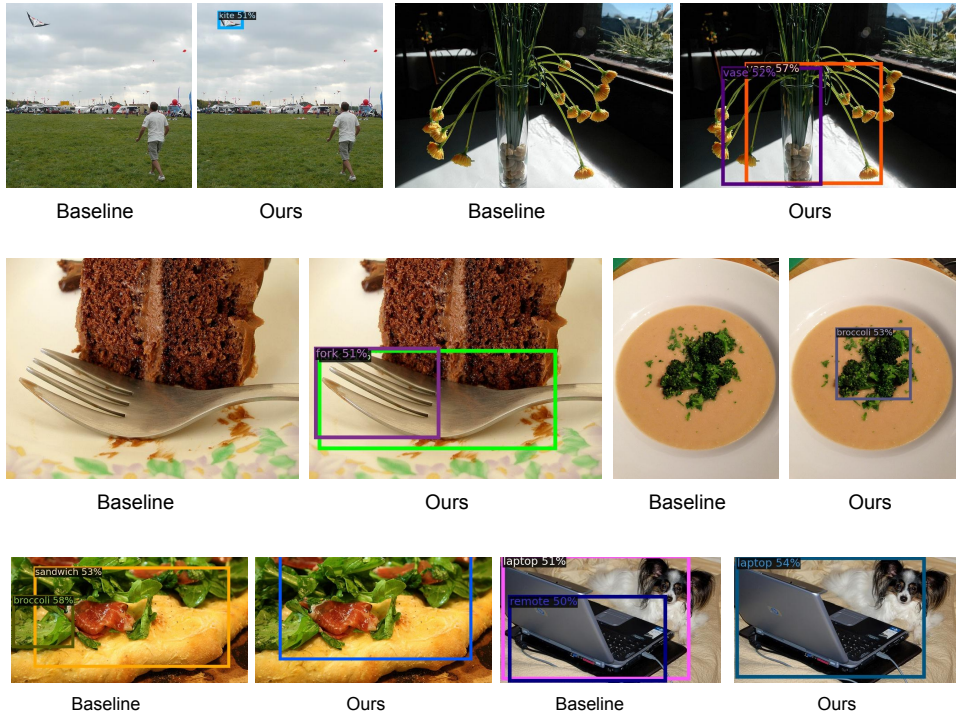 kite 51%
vase 57%
vase 52%
Baseline
Ours
Baseline
Ours
fork 51%
broccoli 53%
Baseline
Ours
Baseline
Ours
sandwich 53%
broccoli 58%
laptop 51%
remote 50%
laptop 54%
Baseline
Ours
Baseline
Ours